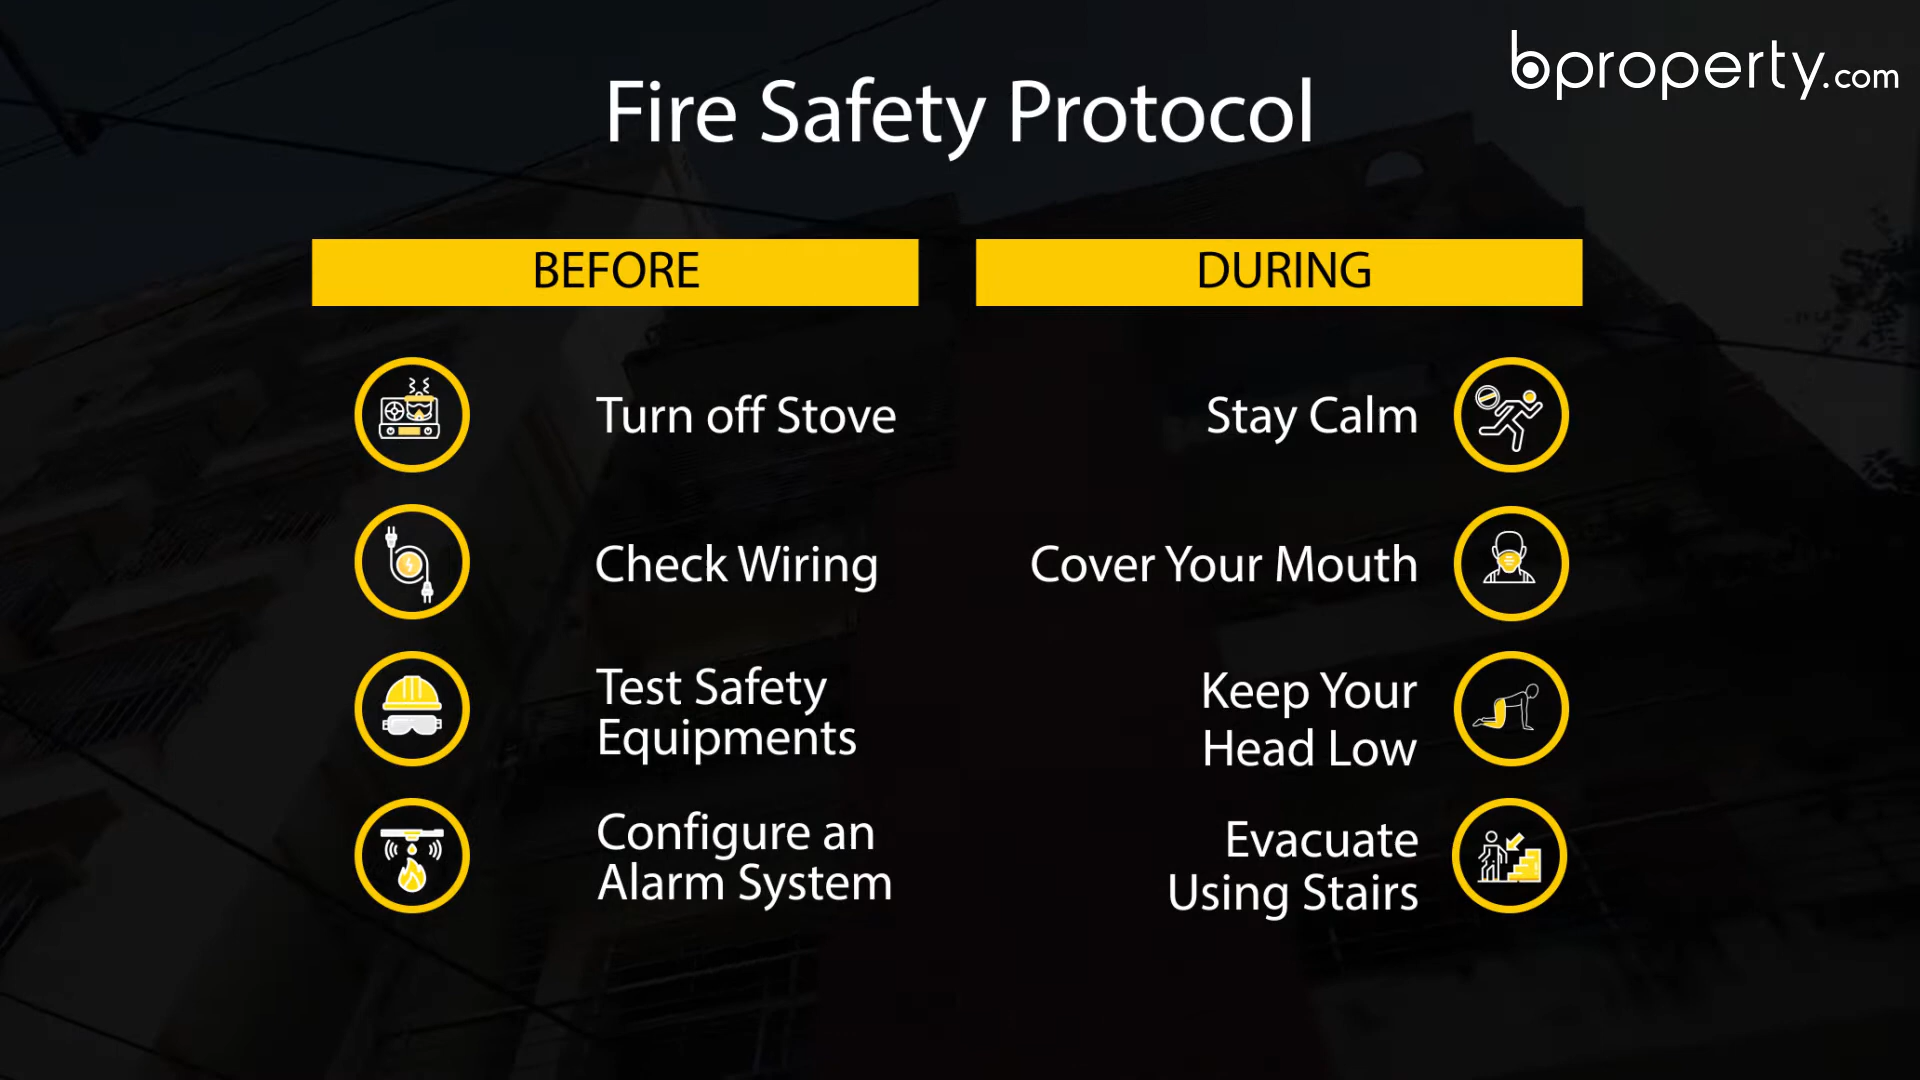 bproperty.com
Fire Safety Protocol
BEFORE
Turn off Stove
Check Wiring
Test Safety
Equipments
Configure an
Alarm System
DURING
Stay Calm
Cover Your Mouth
Keep Your
Head Low
Evacuate
Using Stairs